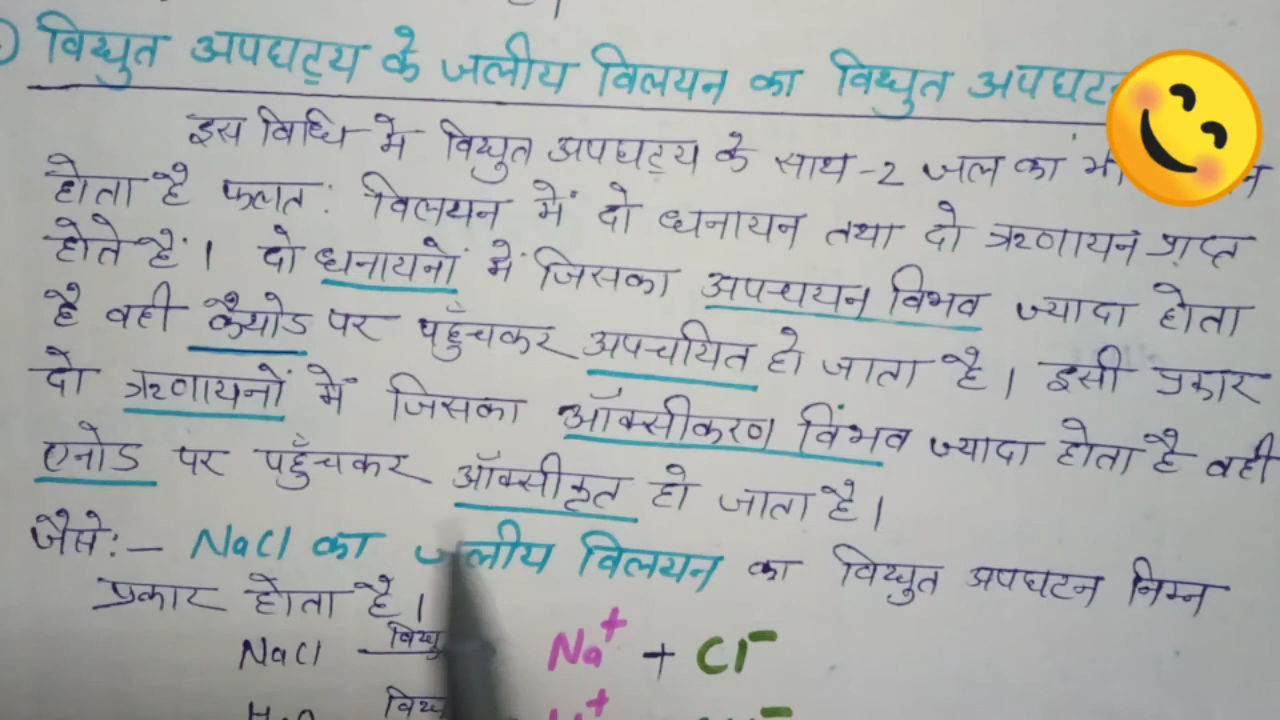 विद्युत अपघट्य के जलीय विलयन का विद्युत अपघट
इस विधि में विद्युत अपघट्य के साथ-2 जल का
होता है फलत: विलयन में दो धनायन तथा दो ऋणायन प्राप्त
होते हैं। दो धनायनों में जिसका अपचयन विभव ज्यादा होता
है वही कैथोड पर पहुँचकर अपचयित हो जाता है। इसी प्रकार
दो ऋणायनों में जिसका ऑक्सीकरण विभव ज्यादा होता है वही
एनोड पर पहुँचकर ऑक्सीकृत हो जाता है।
जैसे:- NaCl का जलीय विलयन का विद्युत अपघटन निम्न
प्रकार होता है।
NaCl विद्यु Na+ + Cl-